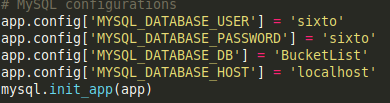 # MySQL configurations
app.config['MYSQL_DATABASE_USER'] = 'sixto'
app.config['MYSQL_DATABASE_PASSWORD'] = 'sixto'
app.config['MYSQL_DATABASE_DB'] = 'BucketList'
app.config['MYSQL_DATABASE_HOST'] = 'localhost'
mysql.init_app(app)